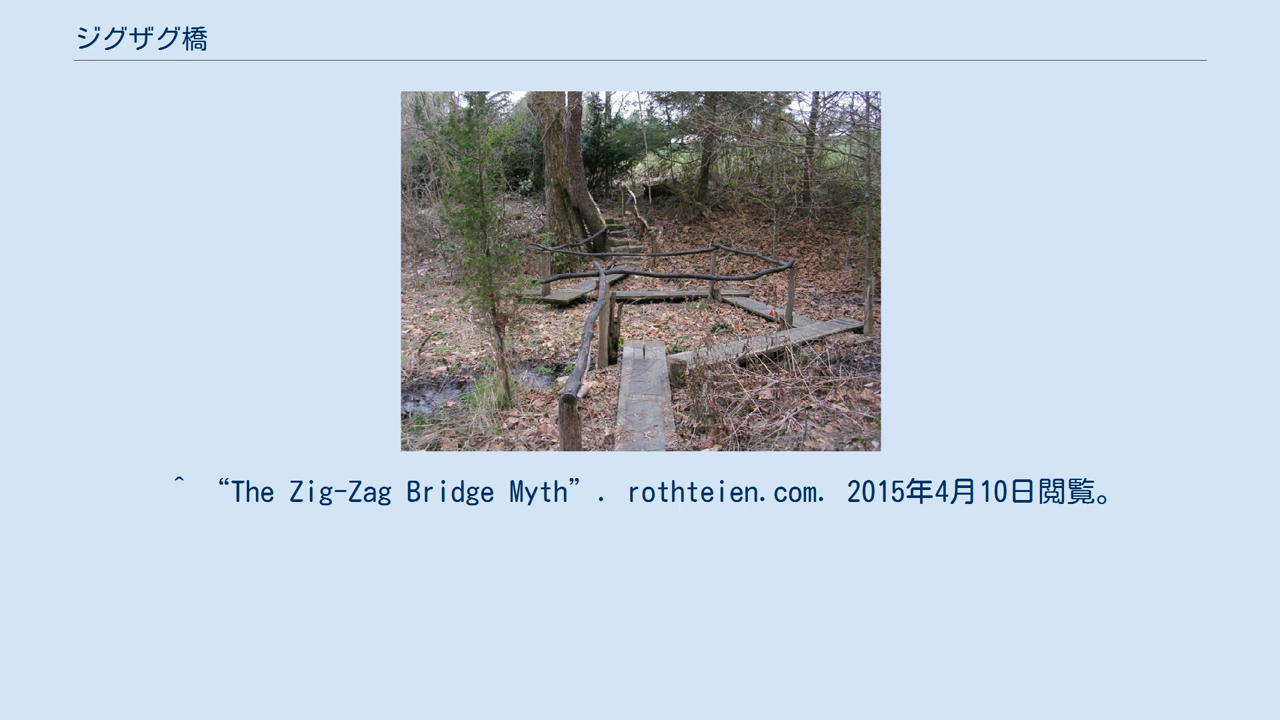 ジグザグ橋
^ “The Zig-Zag Bridge Myth”. rothteien.com. 2015年4月10日閲覧。